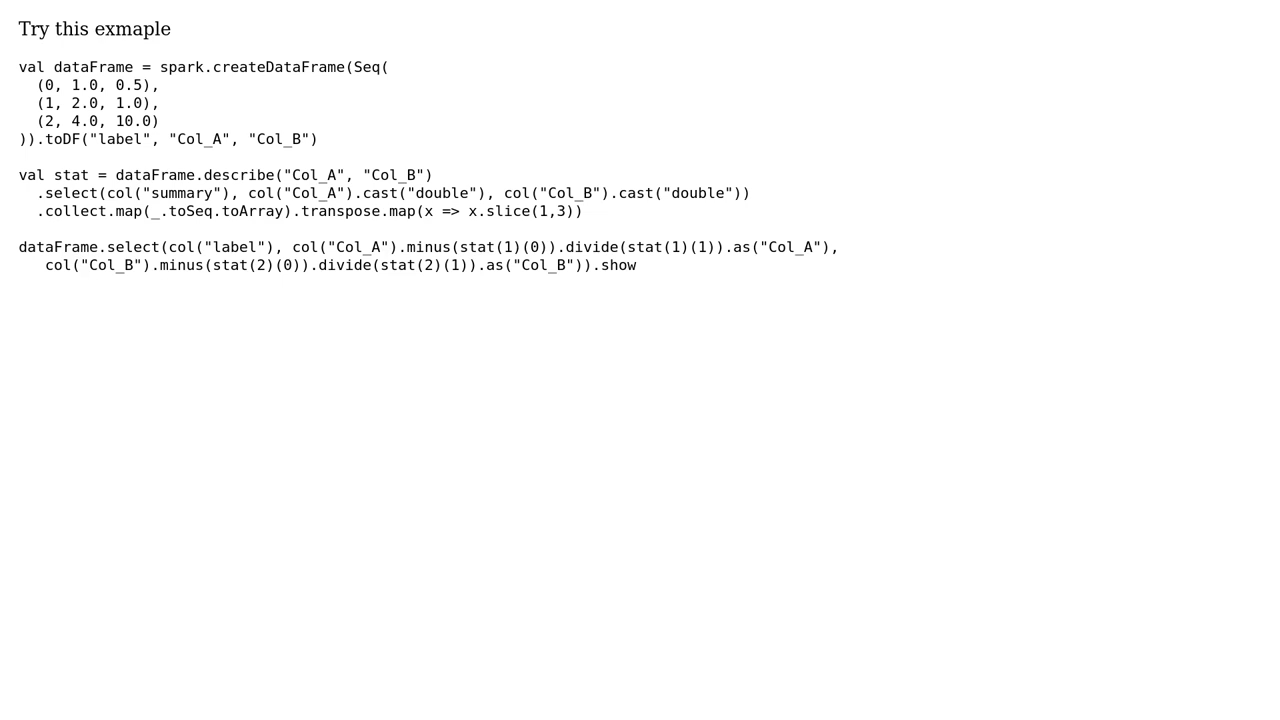 Try this exmaple
val dataFrame = spark.createDataFrame(Seq(
  (0, 1.0, 0.5),
  (1, 2.0, 1.0),
  (2, 4.0, 10.0)
)).toDF("label", "Col_A", "Col_B")
val stat = dataFrame.describe("Col_A", "Col_B")
  .select(col("summary"), col("Col_A").cast("double"), col("Col_B").cast("double"))
  .collect.map(_.toSeq.toArray).transpose.map(x => x.slice(1,3))
dataFrame.select(col("label"), col("Col_A").minus(stat(1)(0)).divide(stat(1)(1)).as("Col_A"),
   col("Col_B").minus(stat(2)(0)).divide(stat(2)(1)).as("Col_B")).show